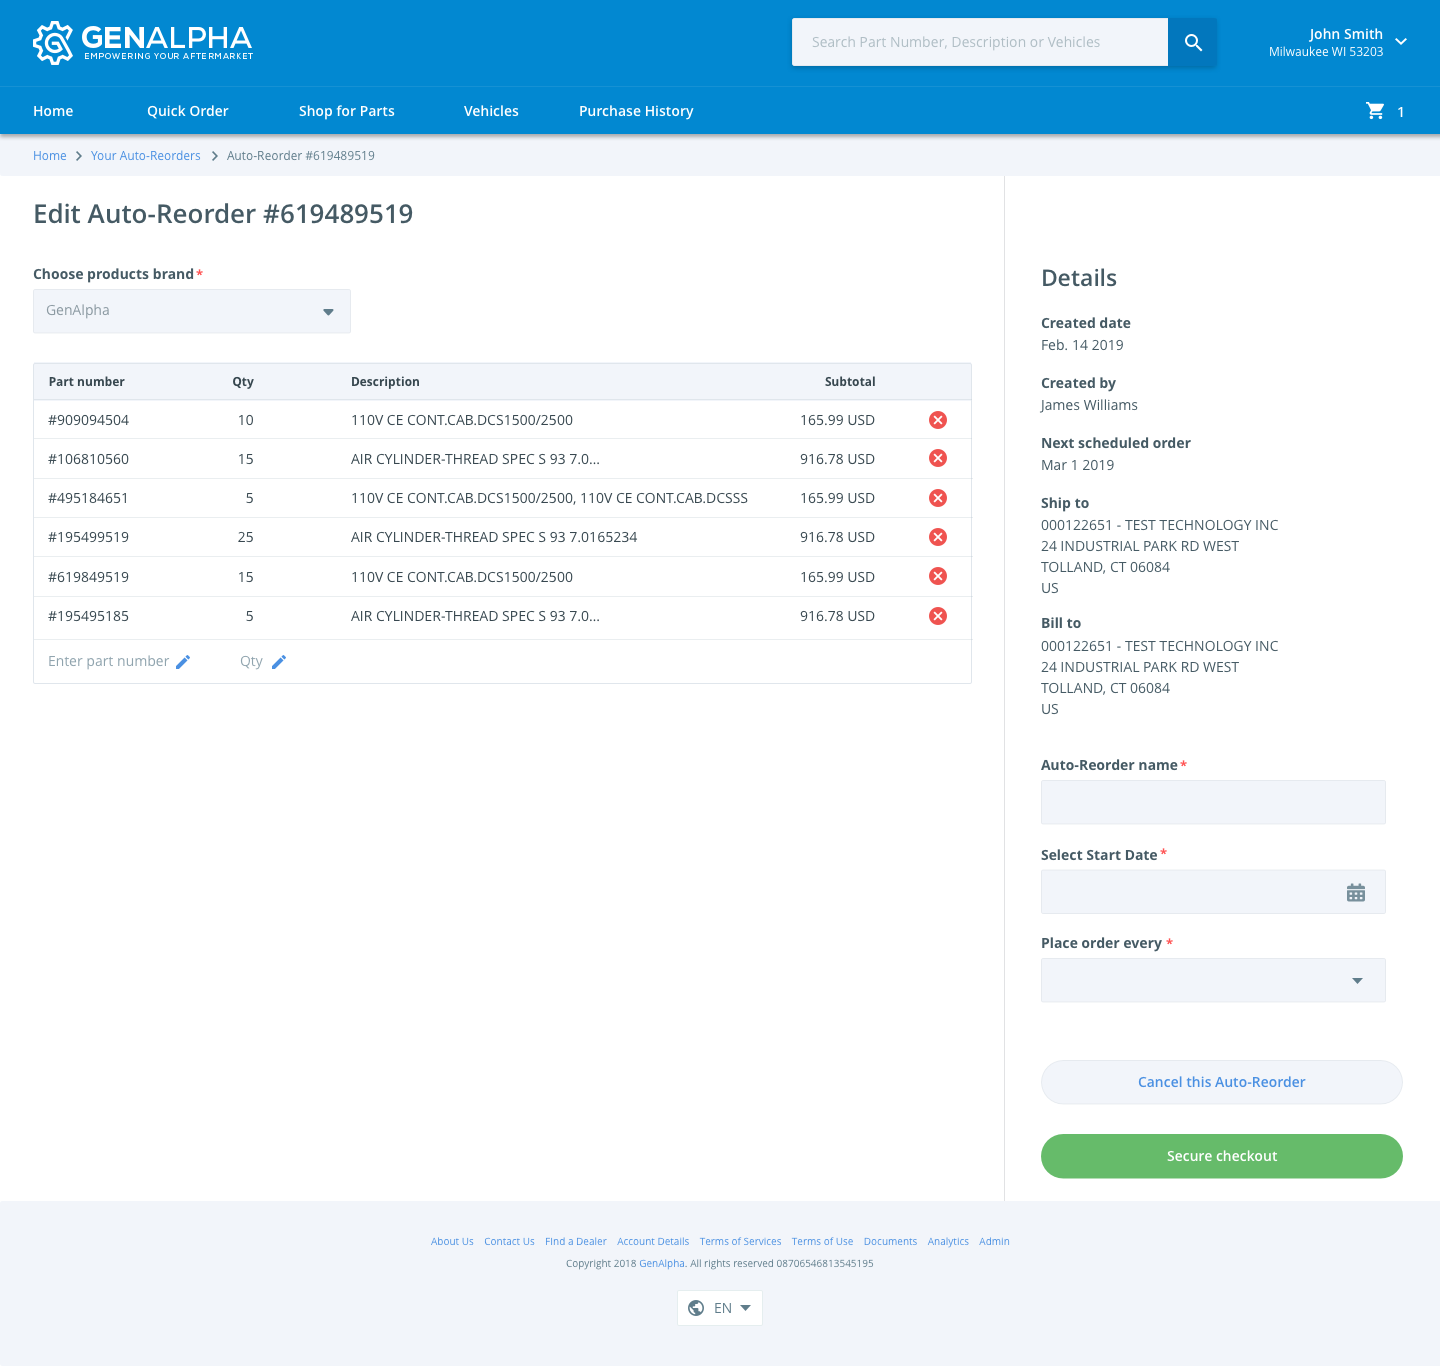 GENALPHA
EMPOWERING YOUR AFTERMARKET
Search Part Number, Description or Vehicles
John Smith
Milwaukee WI 53203
Home Quick Order Shop for Parts Vehicles Purchase History 1
Home Your Auto-Reorders Auto-Reorder #619489519
Edit Auto-Reorder #619489519
Choose products brand*
GenAlpha
Part number Qty Description Subtotal
#909094504 10 110V CE CONT.CAB.DCS1500/2500 165.99 USD
#106810560 15 AIR CYLINDER-THREAD SPEC S 93 7.0... 916.78 USD
#495184651 5 110V CE CONT.CAB.DCS1500/2500, 110V CE CONT.CAB.DCSSS 165.99 USD
#195499519 25 AIR CYLINDER-THREAD SPEC S 93 7.0165234 916.78 USD
#619849519 15 110V CE CONT.CAB.DCS1500/2500 165.99 USD
#195495185 5 AIR CYLINDER-THREAD SPEC S 93 7.0... 916.78 USD
Enter part number Qty
Details
Created date
Feb. 14 2019
Created by
James Williams
Next scheduled order
Mar 1 2019
Ship to
000122651 - TEST TECHNOLOGY INC
24 INDUSTRIAL PARK RD WEST
TOLLAND, CT 06084
US
Bill to
000122651 - TEST TECHNOLOGY INC
24 INDUSTRIAL PARK RD WEST
TOLLAND, CT 06084
US
Auto-Reorder name*
Select Start Date*
Place order every *
Cancel this Auto-Reorder
Secure checkout
About Us Contact Us Find a Dealer Account Details Terms of Services Terms of Use Documents Analytics Admin
Copyright 2018 GenAlpha. All rights reserved 08706546813545195
EN